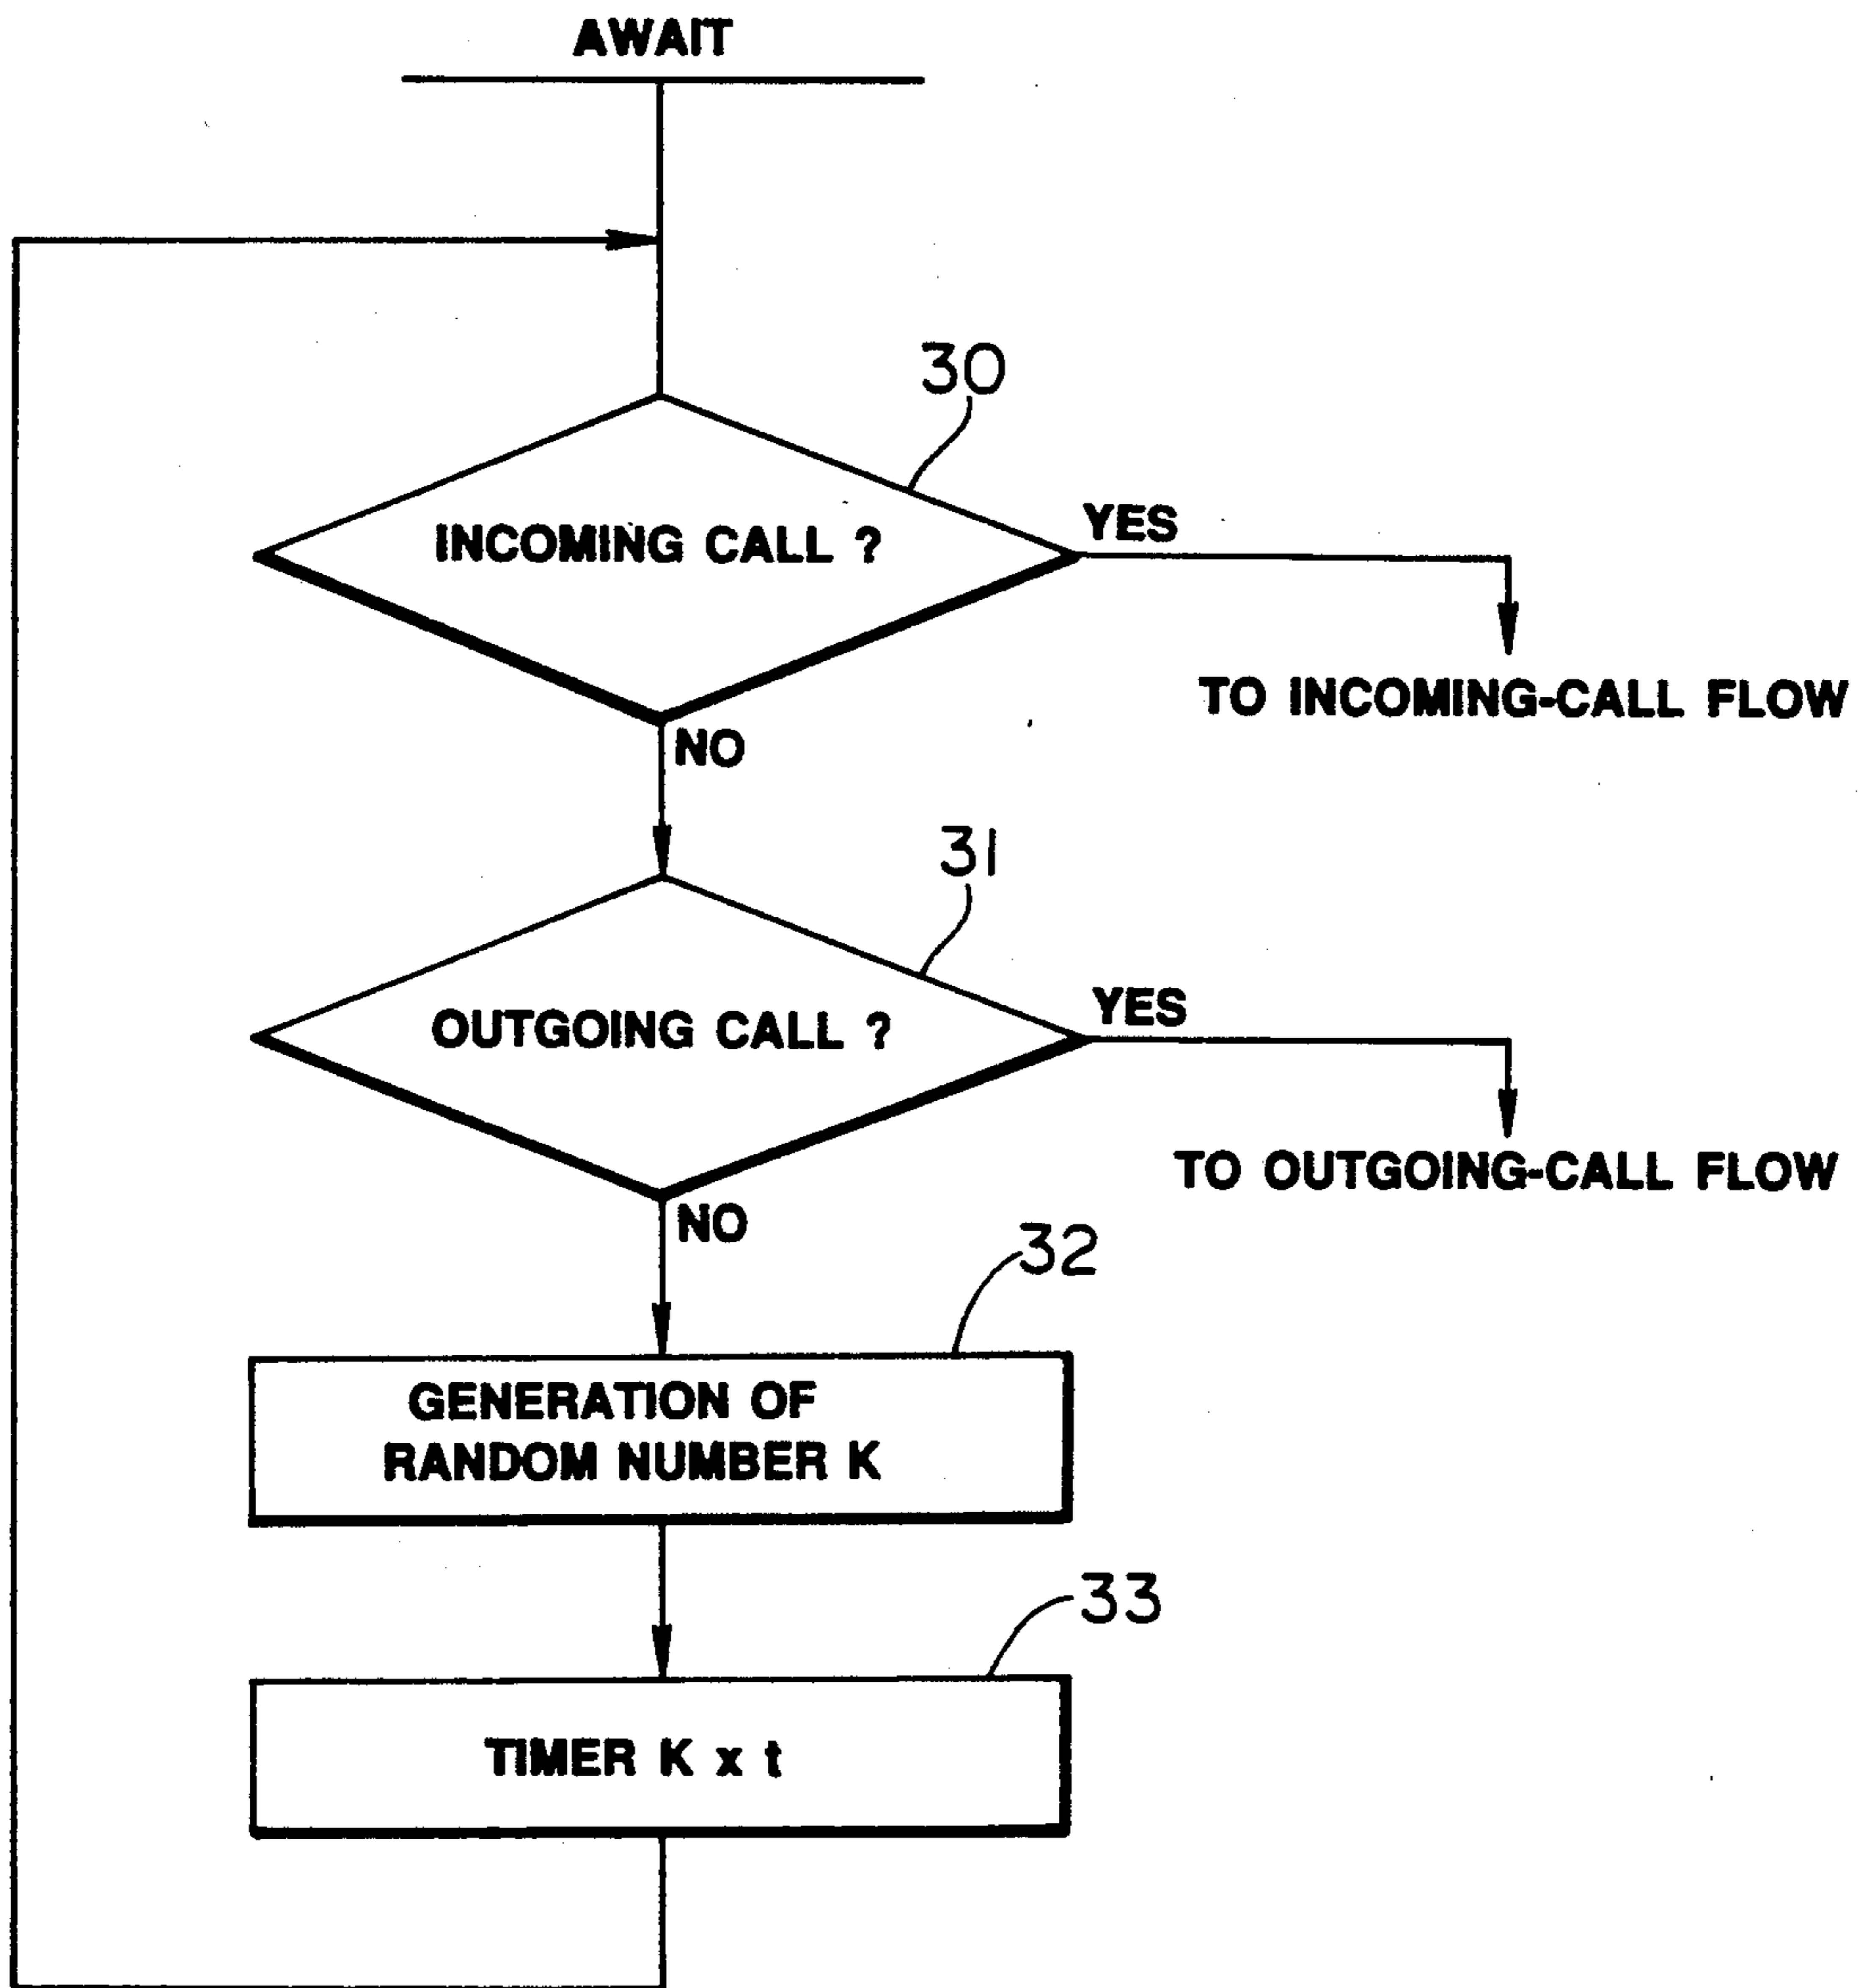 AWAIT
30
INCOMING CALL ?
YES
TO INCOMING-CALL FLOW
NO
31
OUTGOING CALL ?
YES
TO OUTGOING-CALL FLOW
NO
32
GENERATION OF
RANDOM NUMBER K
33
TIMER K x t